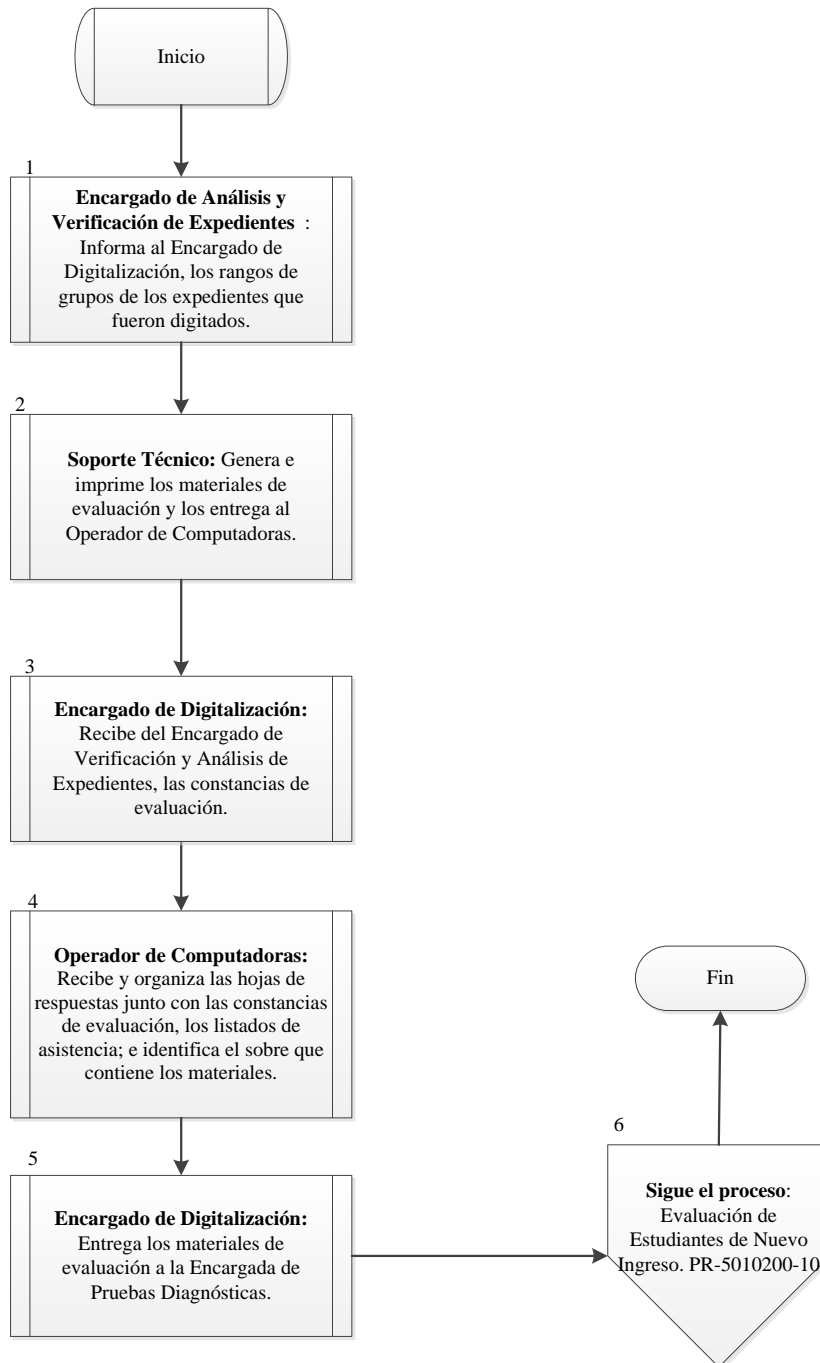 Inicio
1
Encargado de Análisis y
Verificación de Expedientes :
Informa al Encargado de
Digitalización, los rangos de
grupos de los expedientes que
fueron digitados.
2
Soporte Técnico: Genera e
imprime los materiales de
evaluación y los entrega al
Operador de Computadoras.
3
Encargado de Digitalización:
Recibe del Encargado de
Verificación y Análisis de
Expedientes, las constancias de
evaluación.
4
Operador de Computadoras:
Recibe y organiza las hojas de
respuestas junto con las constancias
de evaluación, los listados de
asistencia; e identifica el sobre que
contiene los materiales.
5
Encargado de Digitalización:
Entrega los materiales de
evaluación a la Encargada de
Pruebas Diagnósticas.
6
Sigue el proceso:
Evaluación de
Estudiantes de Nuevo
Ingreso. PR-5010200-10
Fin